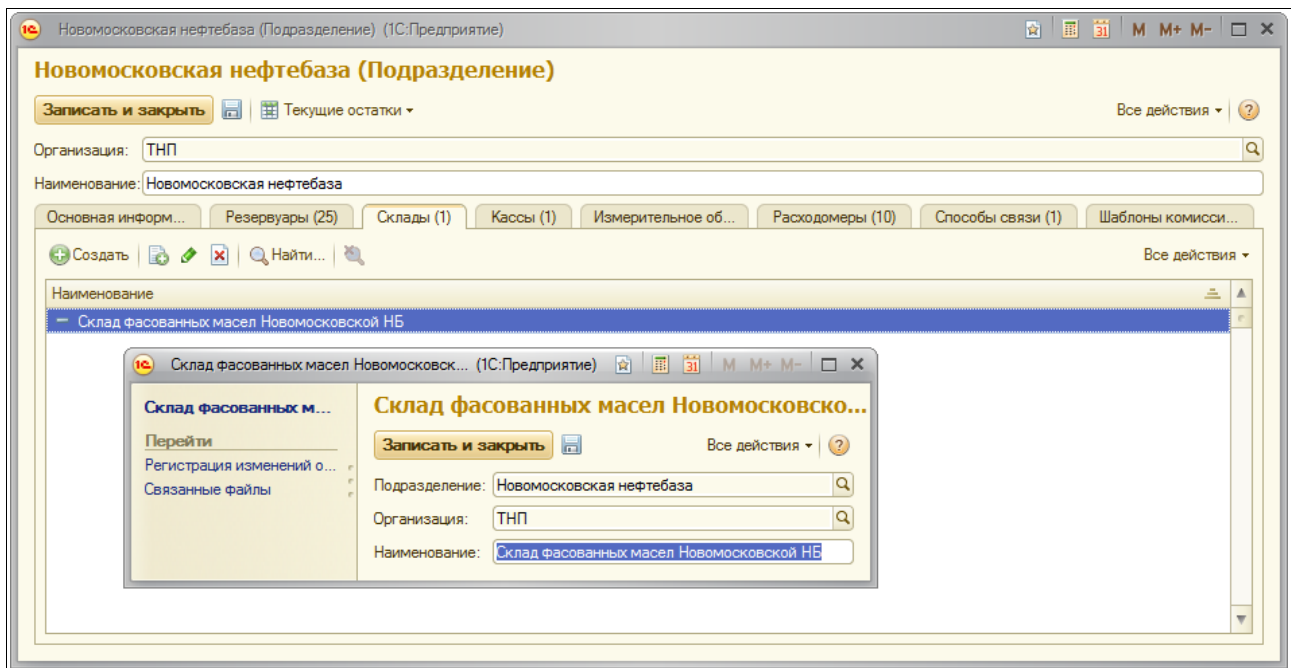 Новомосковская нефтебаза (Подразделение) (1С:Предприятие) 31 M M+ M-
Новомосковская нефтебаза (Подразделение)
Записать и закрыть Текущие остатки Все действия ?
Организация: ТНП
Наименование: Новомосковская нефтебаза
Основная информ... Резервуары (25) Склады (1) Кассы (1) Измерительное об... Расходомеры (10) Способы связи (1) Шаблоны комисси...
Создать Найти... Все действия
Наименование
Склад фасованных масел Новомосковской НБ
Склад фасованных масел Новомосковск... (1С:Предприятие) 31 M M+ M-
Склад фасованных м...
Перейти
Регистрация изменений о...
Связанные файлы
Склад фасованных масел Новомосковско...
Записать и закрыть Все действия ?
Подразделение: Новомосковская нефтебаза
Организация: ТНП
Наименование: Склад фасованных масел Новомосковской НБ